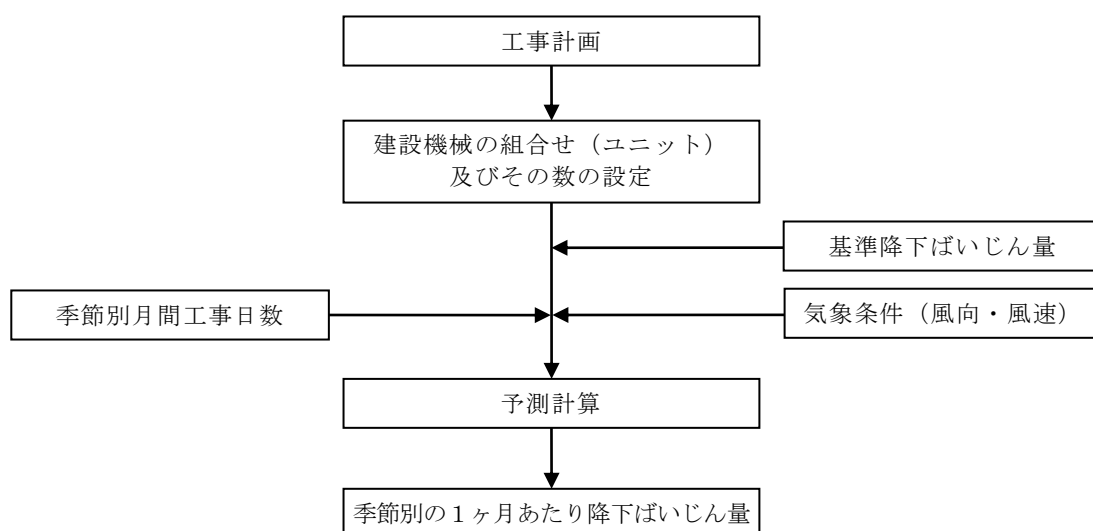 工事計画
建設機械の組合せ（ユニット）
及びその数の設定
基準降下ばいじん量
季節別月間工事日数
気象条件（風向・風速）
予測計算
季節別の１ヶ月あたり降下ばいじん量